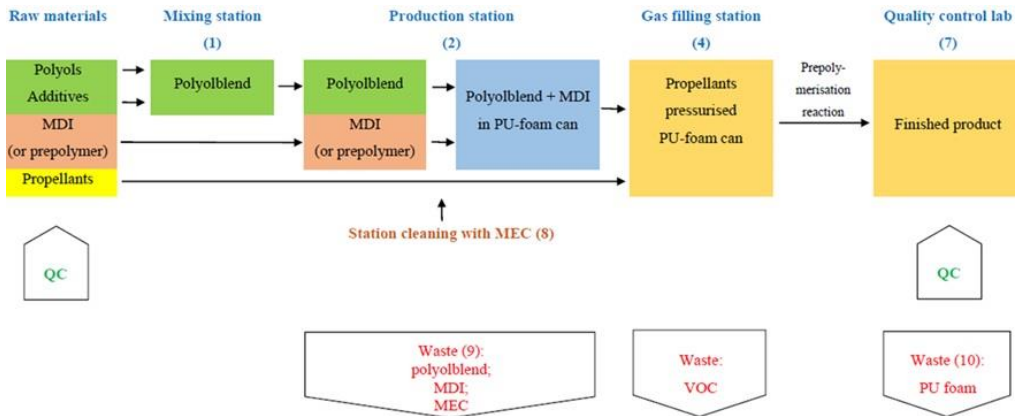 Raw materials
Mixing station
(1)
Production station
(2)
Gas filling station
(4)
Quality control lab
(7)
Polyols
Additives
MDI
(or prepolymer)
Propellants
Polyolblend
Polyolblend
MDI
(or prepolymer)
Polyolblend + MDI
in PU-foam can
Propellants
pressurised
PU-foam can
Prepoly-
merisation
reaction
Finished product
Station cleaning with MEC (8)
QC
QC
Waste (9):
polyolblend;
MDI;
MEC
Waste:
VOC
Waste (10):
PU foam